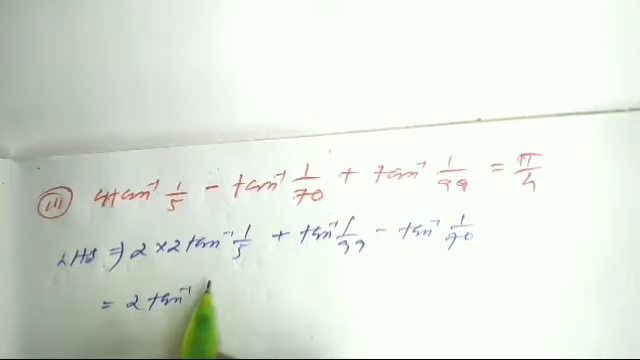 (iii) 4tan⁻¹ 1/5 - tan⁻¹ 1/70 + tan⁻¹ 1/99 = π/4
LHS ⇒ 2 × 2 tan⁻¹ 1/5 + tan⁻¹ 1/99 - tan⁻¹ 1/70
= 2 tan⁻¹